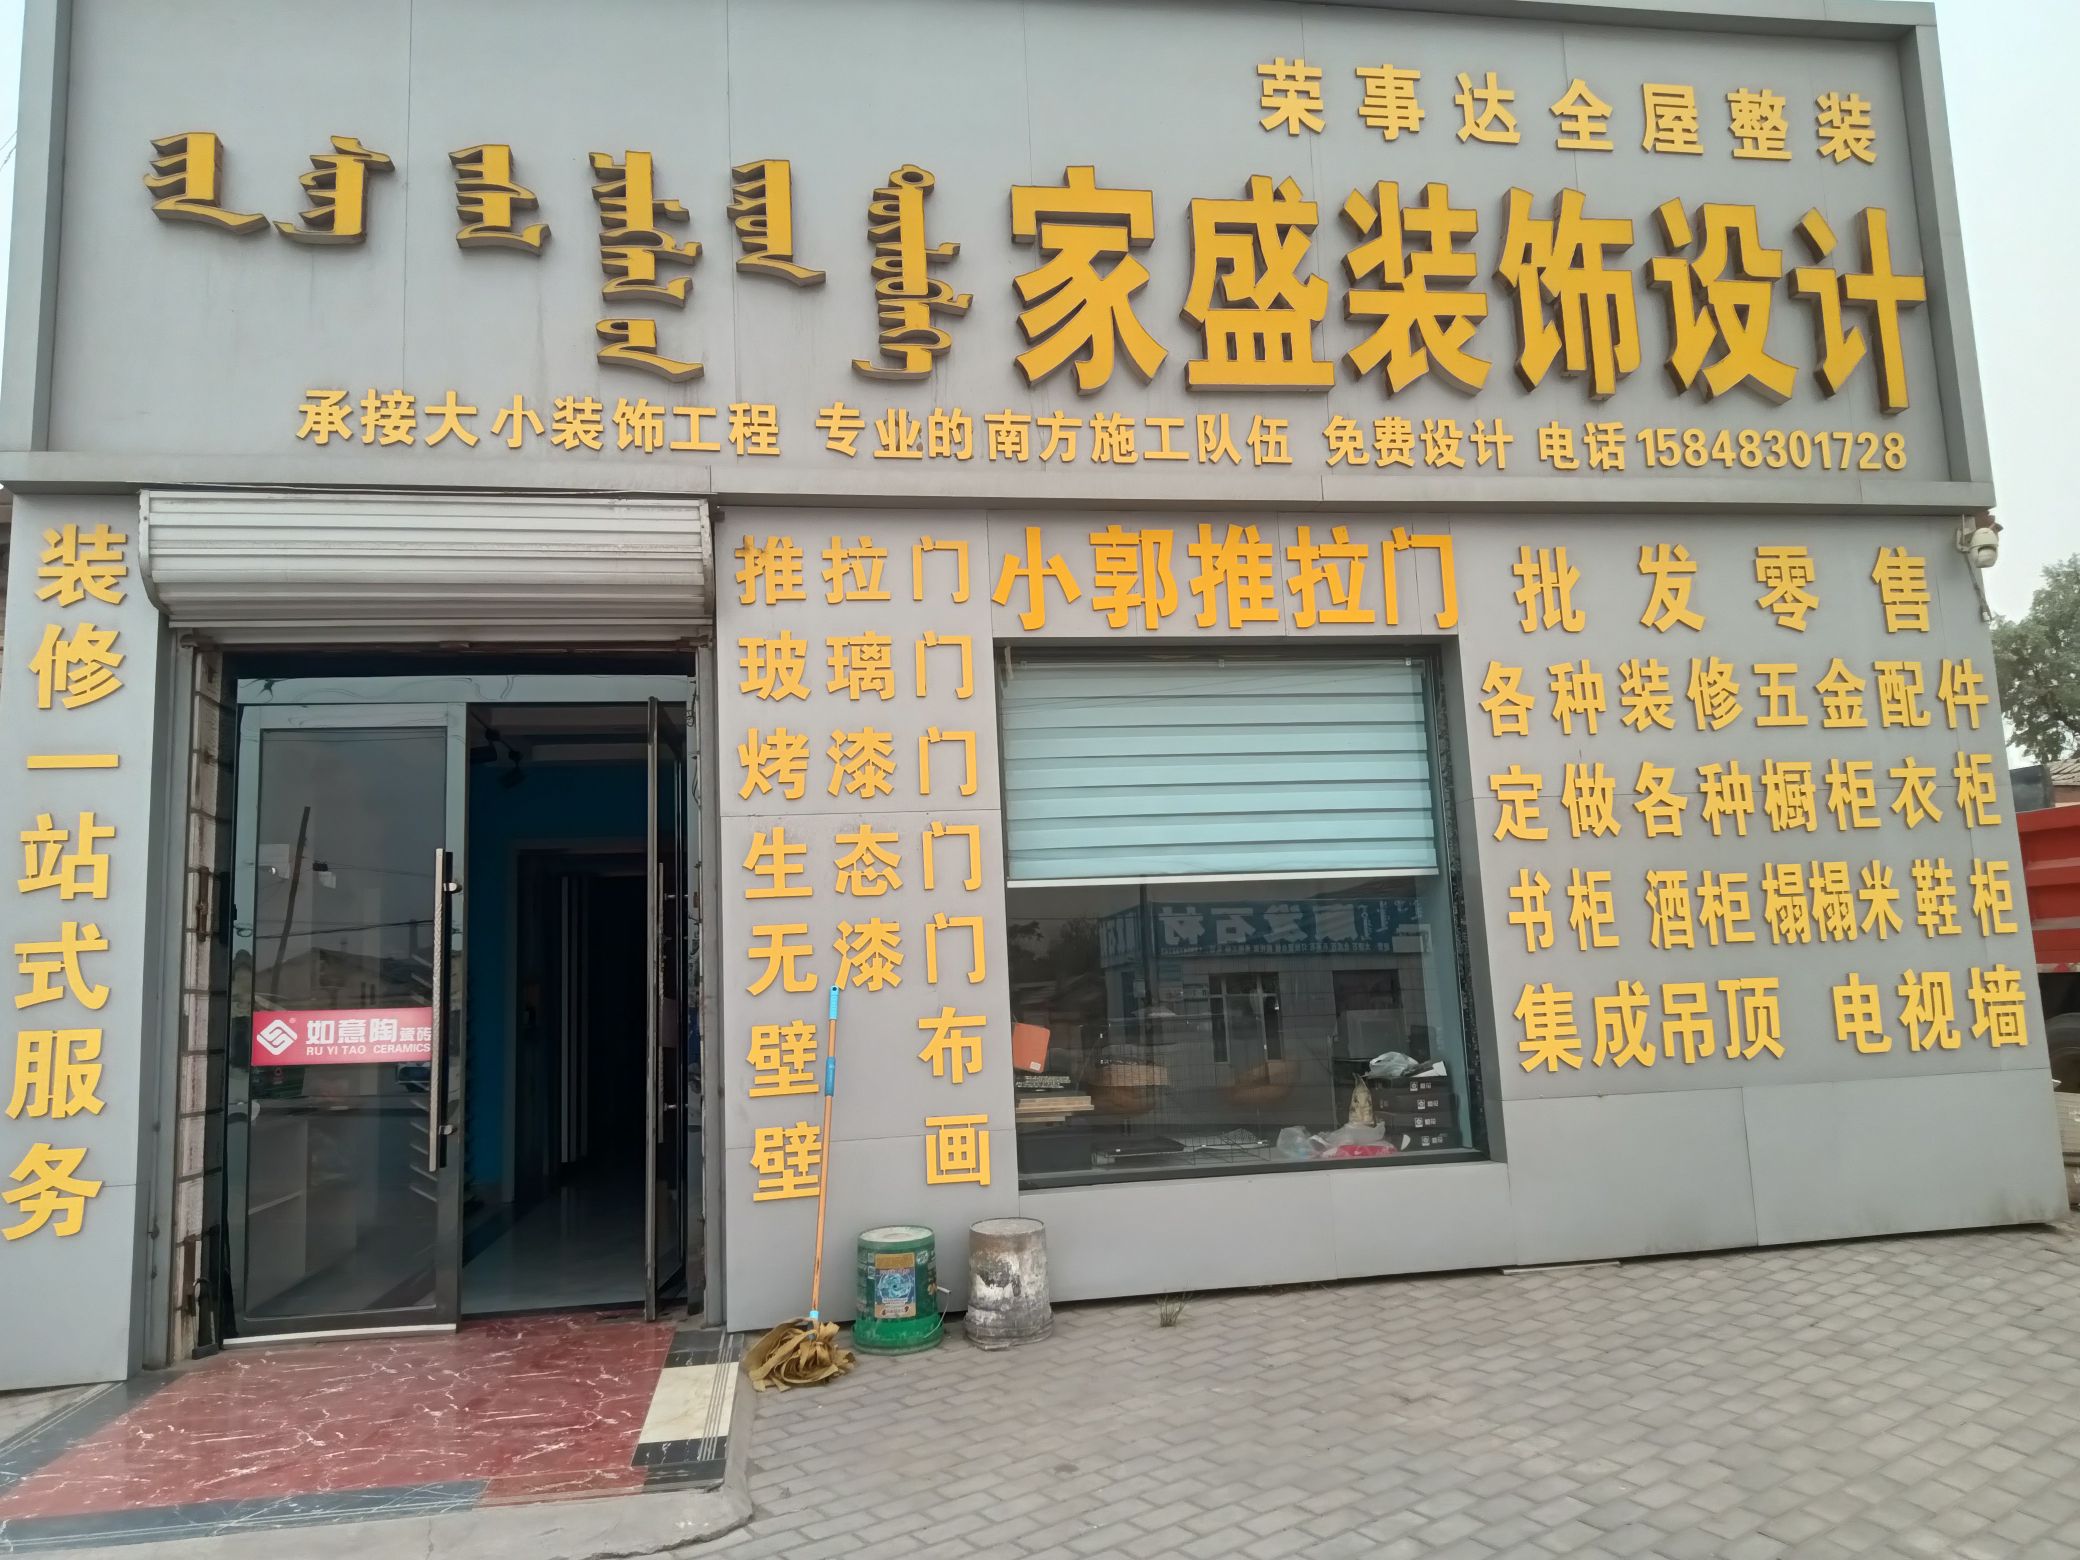 荣事达全屋整装
家盛装饰设计
承接大小装饰工程 专业的南方施工队伍 免费设计 电话15848301728
装修一站式服务
推拉门
玻璃门
烤漆门
生态门
无漆门
壁布
壁画
小郭推拉门
批发零售
各种装修五金配件
定做各种橱柜衣柜
书柜 酒柜榻榻米鞋柜
集成吊顶 电视墙
如意陶瓷砖
RU YI TAO CERAMICS